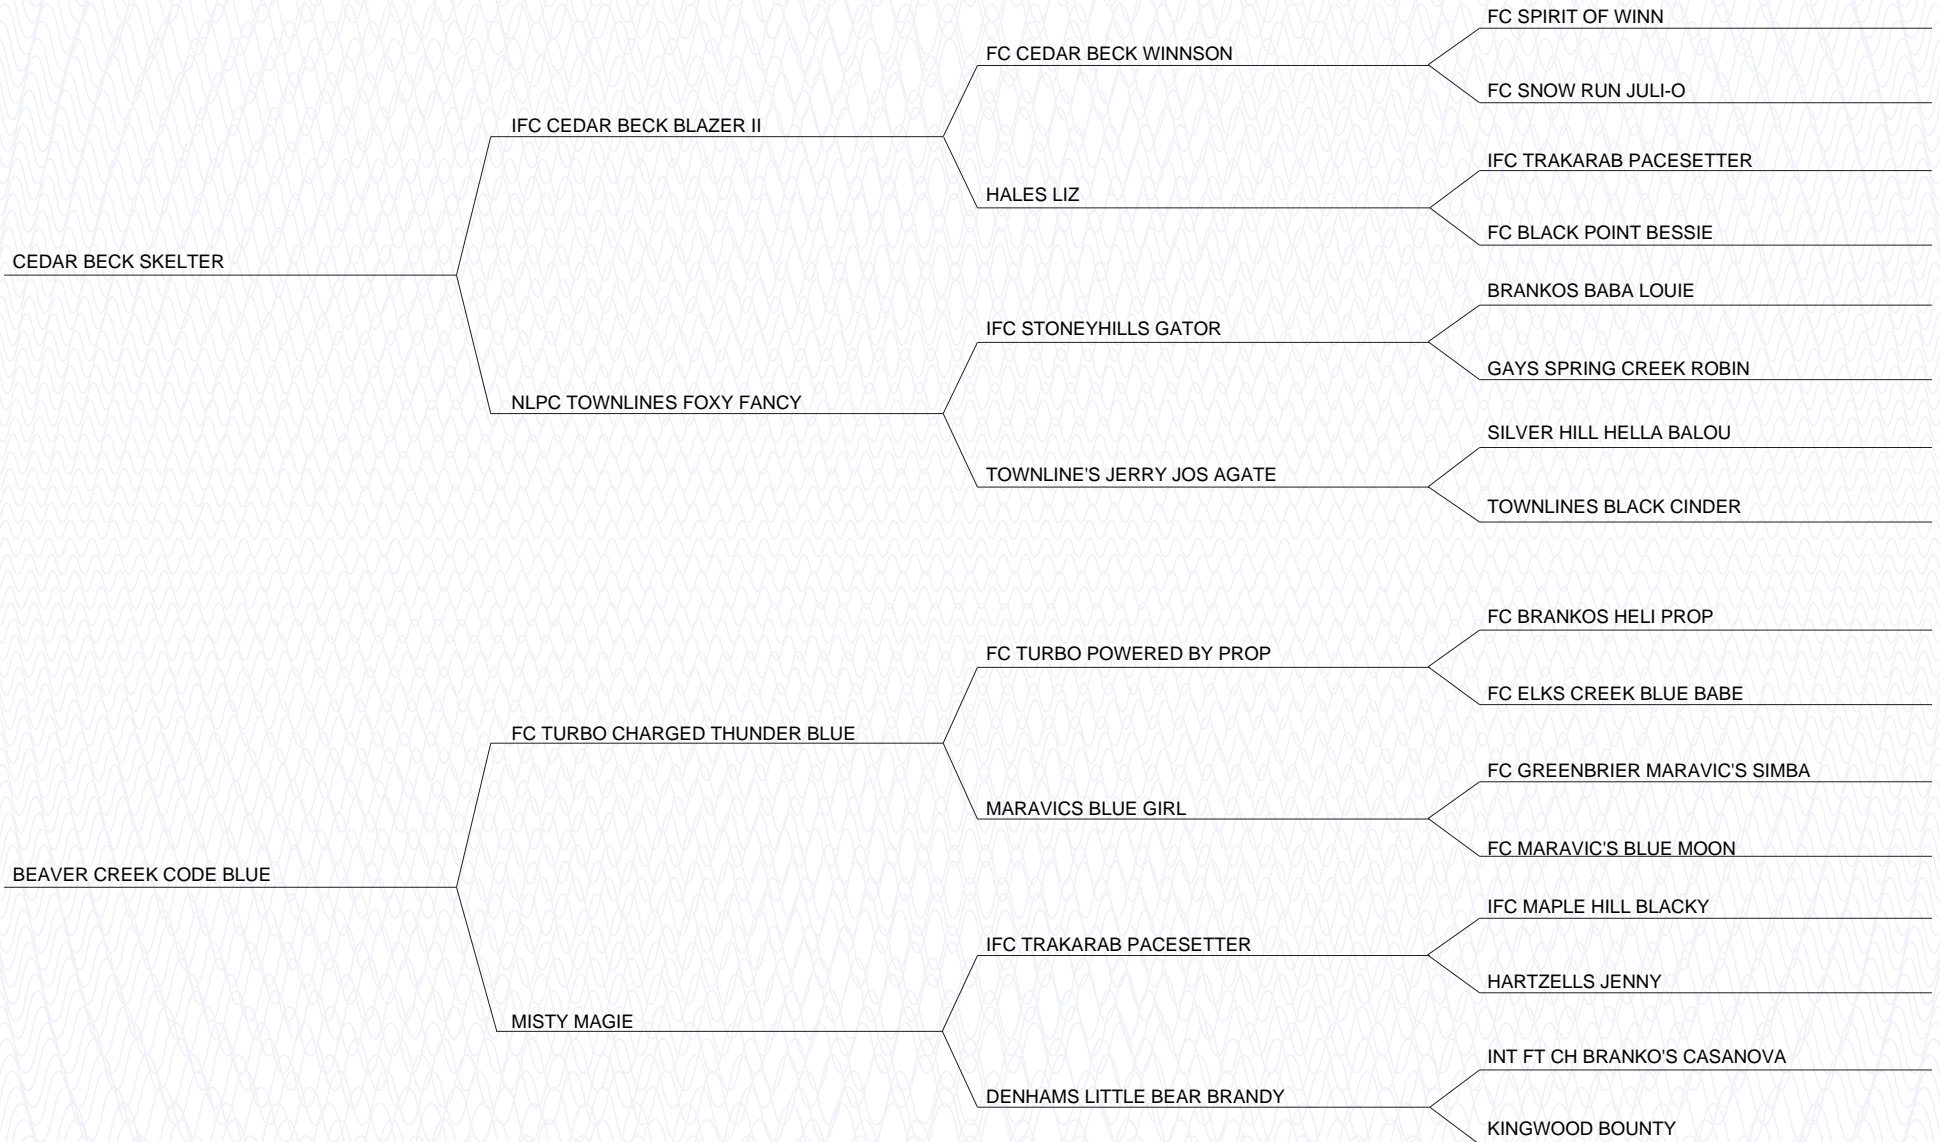 FC SPIRIT OF WINN
FC CEDAR BECK WINNSON
FC SNOW RUN JULI-O
IFC CEDAR BECK BLAZER II
IFC TRAKARAB PACESETTER
HALES LIZ
FC BLACK POINT BESSIE
CEDAR BECK SKELTER
BRANKOS BABA LOUIE
IFC STONEYHILLS GATOR
GAYS SPRING CREEK ROBIN
NLPC TOWNLINES FOXY FANCY
SILVER HILL HELLA BALOU
TOWNLINE'S JERRY JOS AGATE
TOWNLINES BLACK CINDER
FC BRANKOS HELI PROP
FC TURBO POWERED BY PROP
FC ELKS CREEK BLUE BABE
FC TURBO CHARGED THUNDER BLUE
FC GREENBRIER MARAVIC'S SIMBA
MARAVICS BLUE GIRL
FC MARAVIC'S BLUE MOON
BEAVER CREEK CODE BLUE
IFC MAPLE HILL BLACKY
IFC TRAKARAB PACESETTER
HARTZELLS JENNY
MISTY MAGIE
INT FT CH BRANKO'S CASANOVA
DENHAMS LITTLE BEAR BRANDY
KINGWOOD BOUNTY